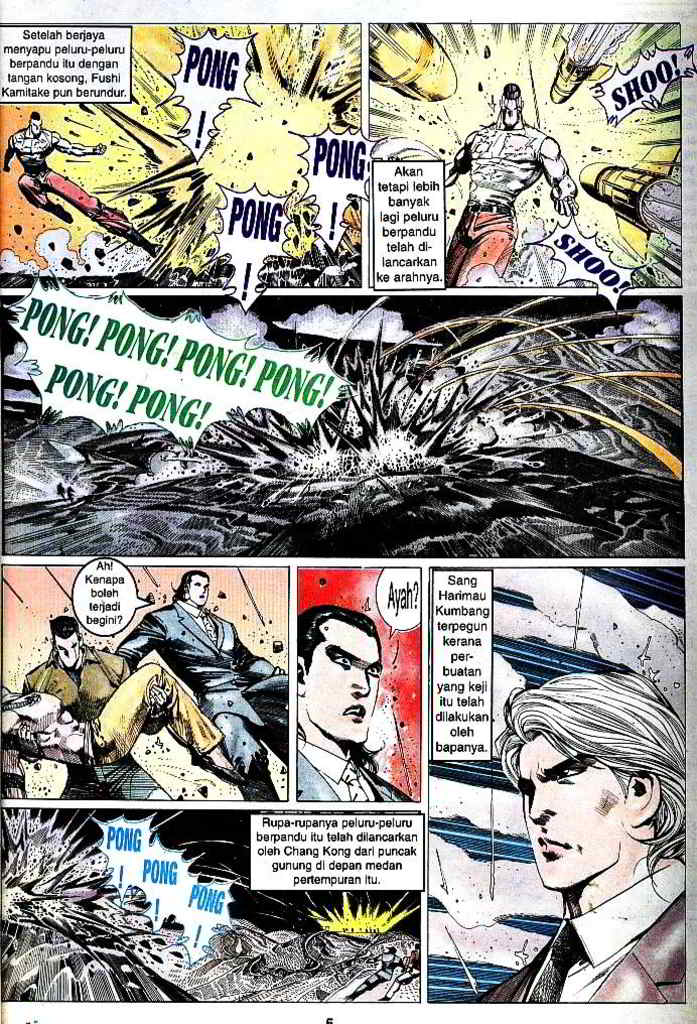 Setelah berjaya
menyapu peluru-peluru
berpandu itu dengan
tangan kosong, Fushi
Kamitake pun berundur.
PONG
!
PONG
!
PONG
!
SHOO!
Akan
tetapi lebih
banyak
lagi peluru
berpandu
telah di-
lancarkan
ke arahnya.
SHOO!
PONG! PONG! PONG! PONG!
PONG! PONG!
Ah!
Kenapa
boleh
terjadi
begini?
Ayah?
Sang
Harimau
Kumbang
terpegun
kerana
per-
buatan
yang keji
itu telah
dilakukan
oleh
bapanya.
PONG
!
PONG
!
PONG
!
Rupa-rupanya peluru-peluru
berpandu itu telah dilancarkan
oleh Chang Kong dari puncak
gunung di depan medan
pertempuran itu.